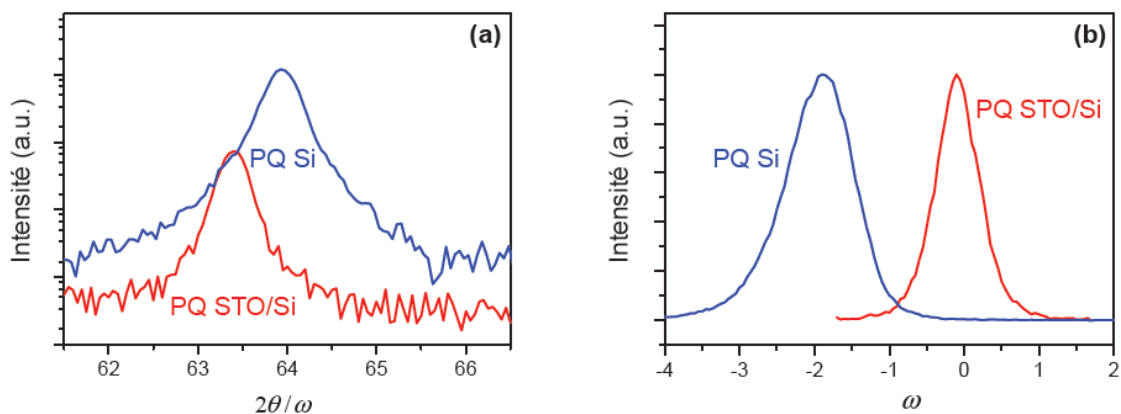 (a)
Intensité (a.u.)
PQ Si
PQ STO/Si
62 63 64 65 66
2θ/ω
(b)
Intensité (a.u.)
PQ Si
PQ STO/Si
-4 -3 -2 -1 0 1 2
ω